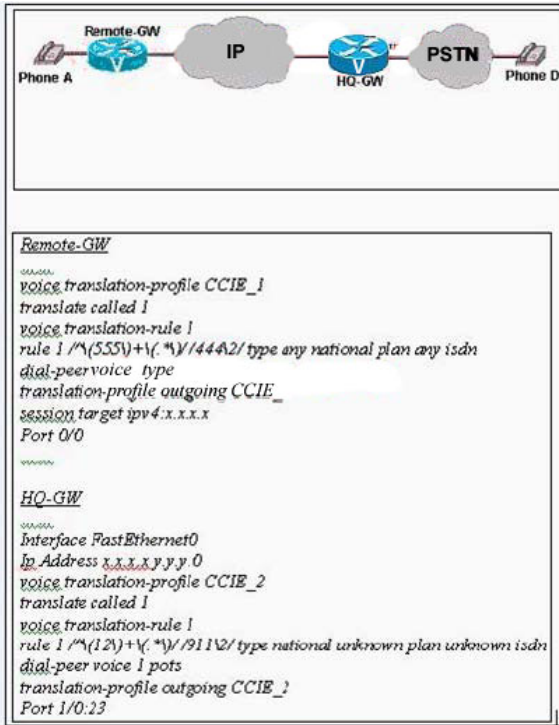 Remote-GW
IP
PSTN
Phone A
HQ-GW
Phone D
Remote-GW
voice translation-profile CCIE_1
translate called 1
voice translation-rule 1
rule 1 /^\(555\)+\(.*\)//444\2/ type any national plan any isdn
dial-peer voice type
translation-profile outgoing CCIE_
session target ipv4:x.x.x.x
Port 0/0
HQ-GW
Interface FastEthernet0
Ip Address x.x.x.x y.y.y.0
voice translation-profile CCIE_2
translate called 1
voice translation-rule 1
rule 1 /^\(12\)+\(.*\)/ /911\2/ type national unknown plan unknown isdn
dial-peer voice 1 pots
translation-profile outgoing CCIE_2
Port 1/0:23